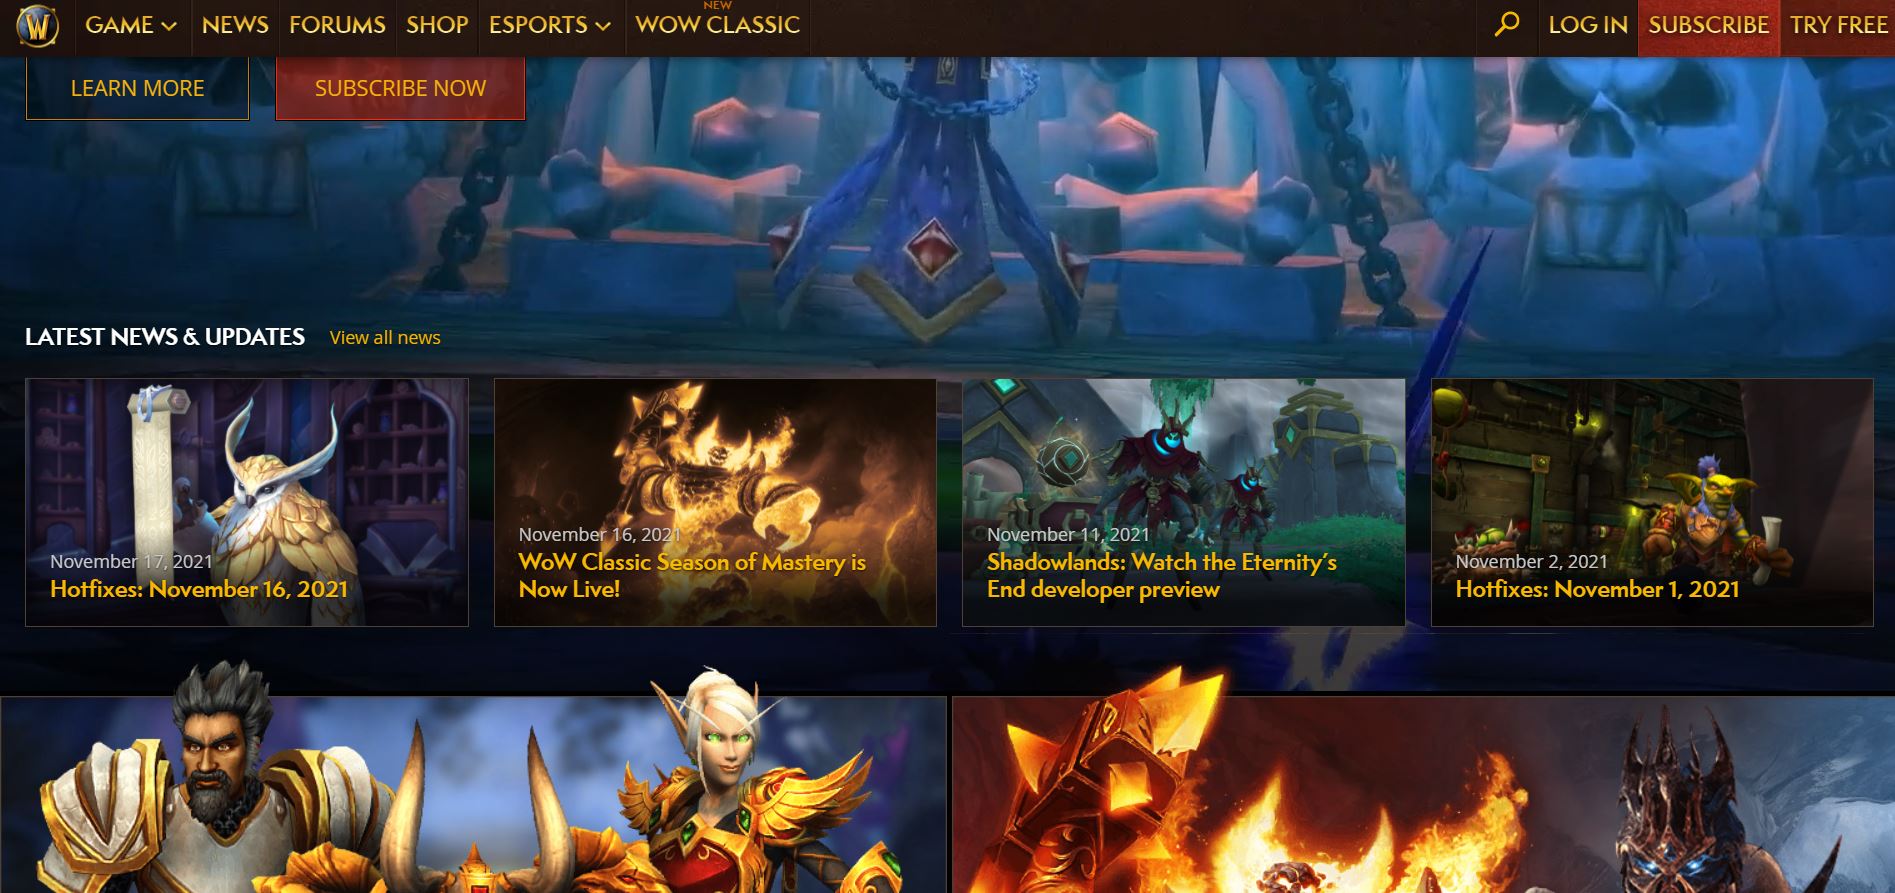 NEW
W GAME NEWS FORUMS SHOP ESPORTS WOW CLASSIC LOG IN SUBSCRIBE TRY FREE
LEARN MORE SUBSCRIBE NOW
LATEST NEWS & UPDATES View all news
November 17, 2021
Hotfixes: November 16, 2021
November 16, 2021
WoW Classic Season of Mastery is
Now Live!
November 11, 2021
Shadowlands: Watch the Eternity's
End developer preview
November 2, 2021
Hotfixes: November 1, 2021